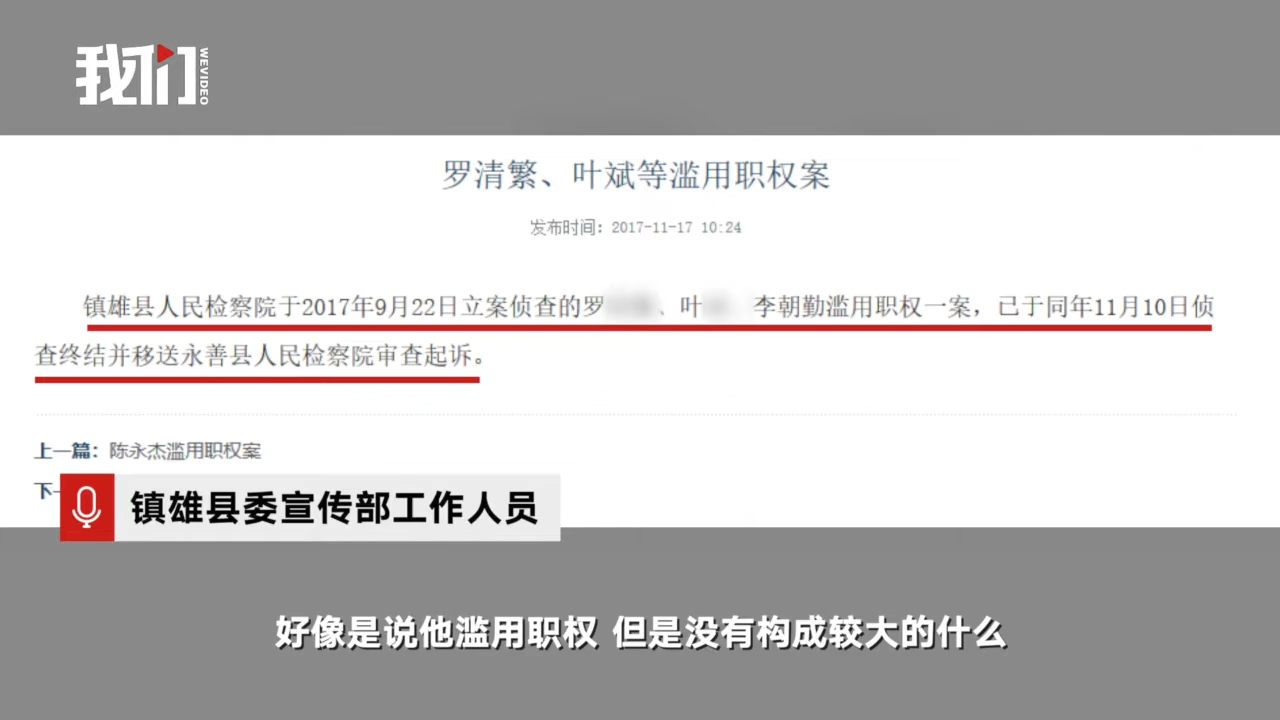 我们
WEVIDEO
罗清繁、叶斌等滥用职权案
发布时间：2017-11-17 10:24
镇雄县人民检察院于2017年9月22日立案侦查的罗 、叶 李朝勤滥用职权一案，已于同年11月10日侦
查终结并移送永善县人民检察院审查起诉。
上一篇：陈永杰滥用职权案
下一
镇雄县委宣传部工作人员
好像是说他滥用职权 但是没有构成较大的什么